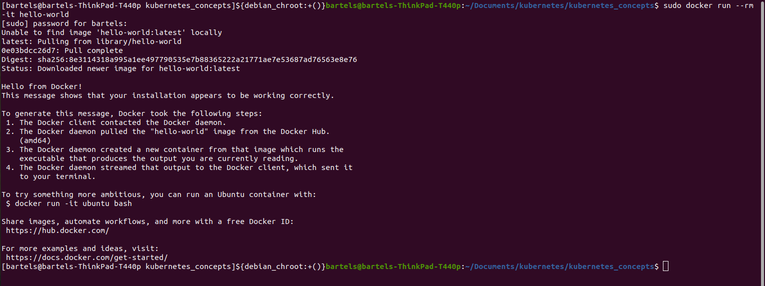 [bartels@bartels-ThinkPad-T440p kubernetes_concepts]${debian_chroot:+()}bartels@bartels-ThinkPad-T440p:~/Documents/kubernetes/kubernetes_concepts$ sudo docker run --rm
-it hello-world
[sudo] password for bartels:
Unable to find image 'hello-world:latest' locally
latest: Pulling from library/hello-world
0e03bdcc26d7: Pull complete
Digest: sha256:8e3114318a995a1ee497790535e7b88365222a21771ae7e53687ad76563e8e76
Status: Downloaded newer image for hello-world:latest

Hello from Docker!
This message shows that your installation appears to be working correctly.

To generate this message, Docker took the following steps:
 1. The Docker client contacted the Docker daemon.
 2. The Docker daemon pulled the "hello-world" image from the Docker Hub.
    (amd64)
 3. The Docker daemon created a new container from that image which runs the
    executable that produces the output you are currently reading.
 4. The Docker daemon streamed that output to the Docker client, which sent it
    to your terminal.

To try something more ambitious, you can run an Ubuntu container with:
 $ docker run -it ubuntu bash

Share images, automate workflows, and more with a free Docker ID:
 https://hub.docker.com/

For more examples and ideas, visit:
 https://docs.docker.com/get-started/
[bartels@bartels-ThinkPad-T440p kubernetes_concepts]${debian_chroot:+()}bartels@bartels-ThinkPad-T440p:~/Documents/kubernetes/kubernetes_concepts$